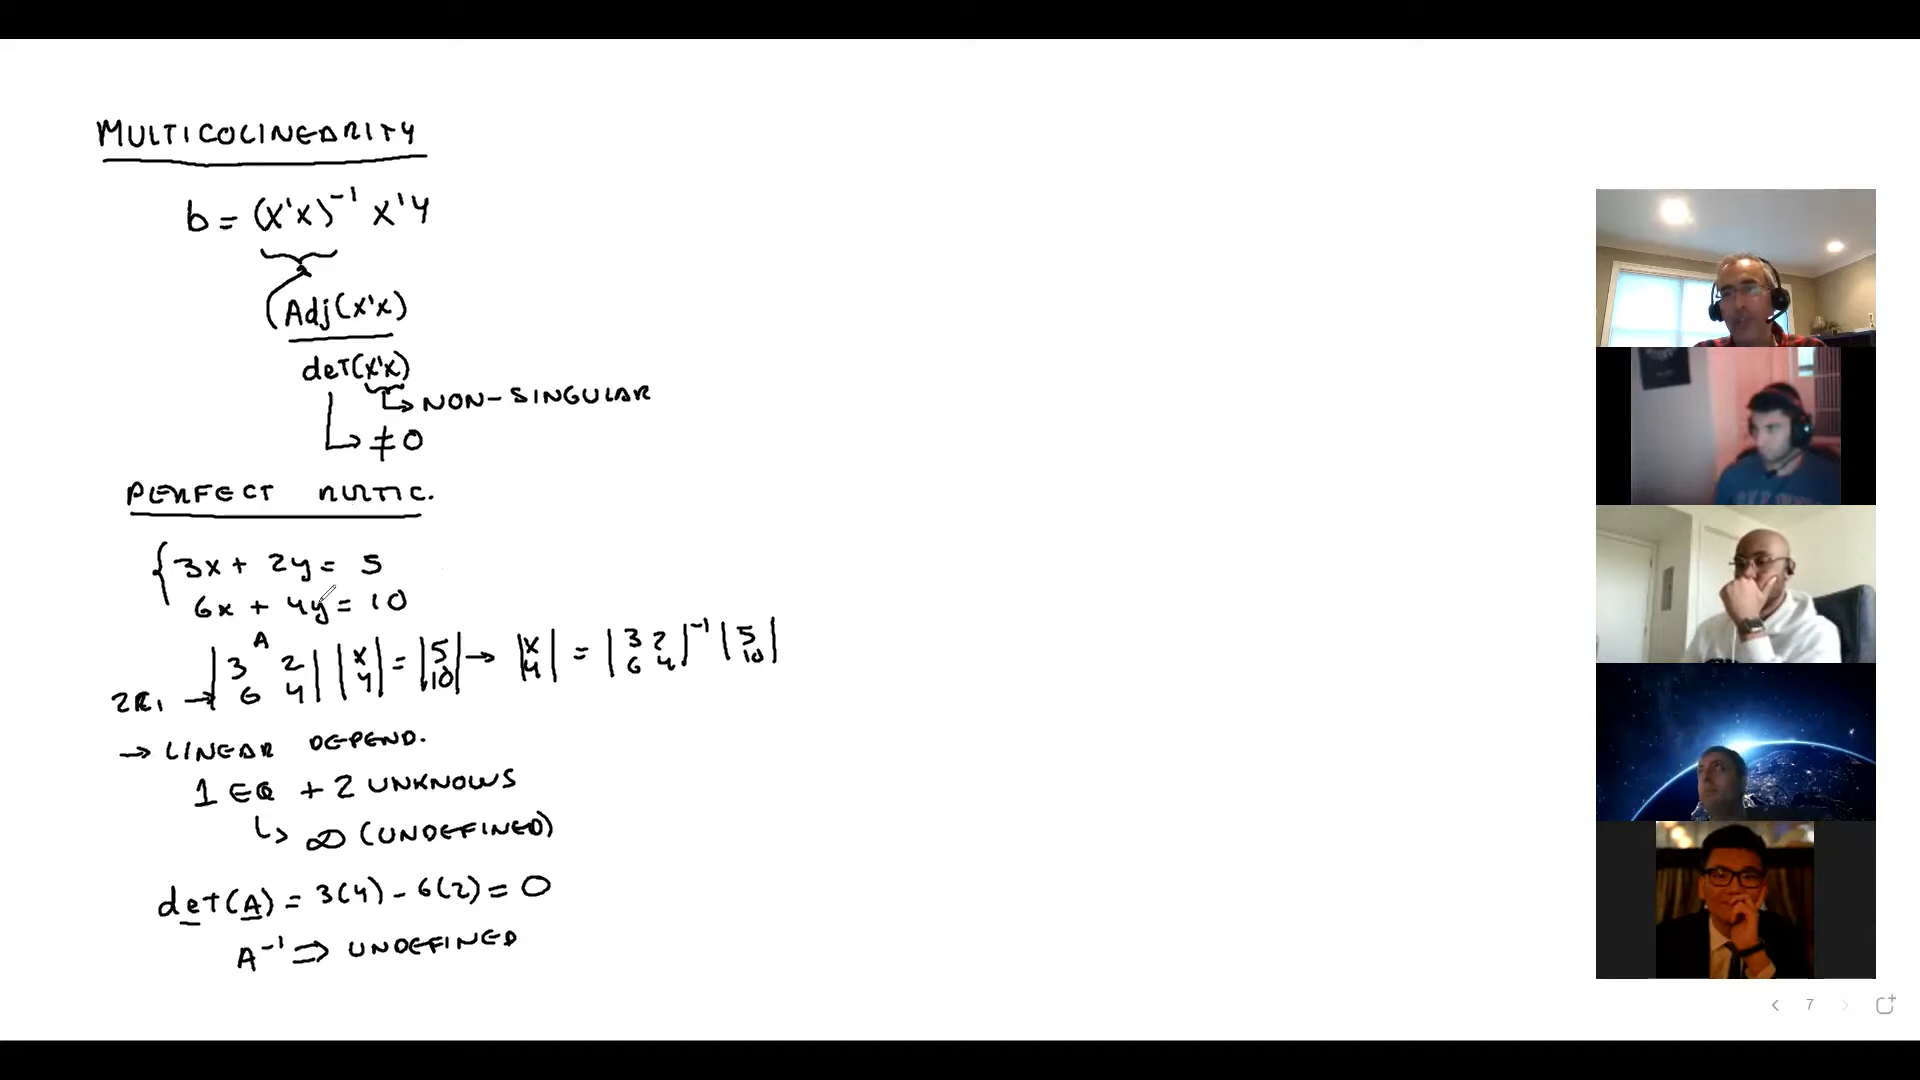 MULTICOLINEARITY
b = (x'x)⁻¹ x'y
Adj(x'x)
det(x'x)
↳ NON-SINGULAR
↳ ≠ 0
PERFECT MULTIC.
{3x + 2y = 5
6x + 4y = 10
A
|3 2| |x| = |5| → |x| = |3 2|⁻¹ |5|
2R₁ → |6 4| |y| |10| |y| |6 4| |10|
→ LINEAR DEPEND.
1 EQ + 2 UNKNOWS
↳ ∞ (UNDEFINED)
det(A) = 3(4) - 6(2) = 0
A⁻¹ ⇒ UNDEFINED
7